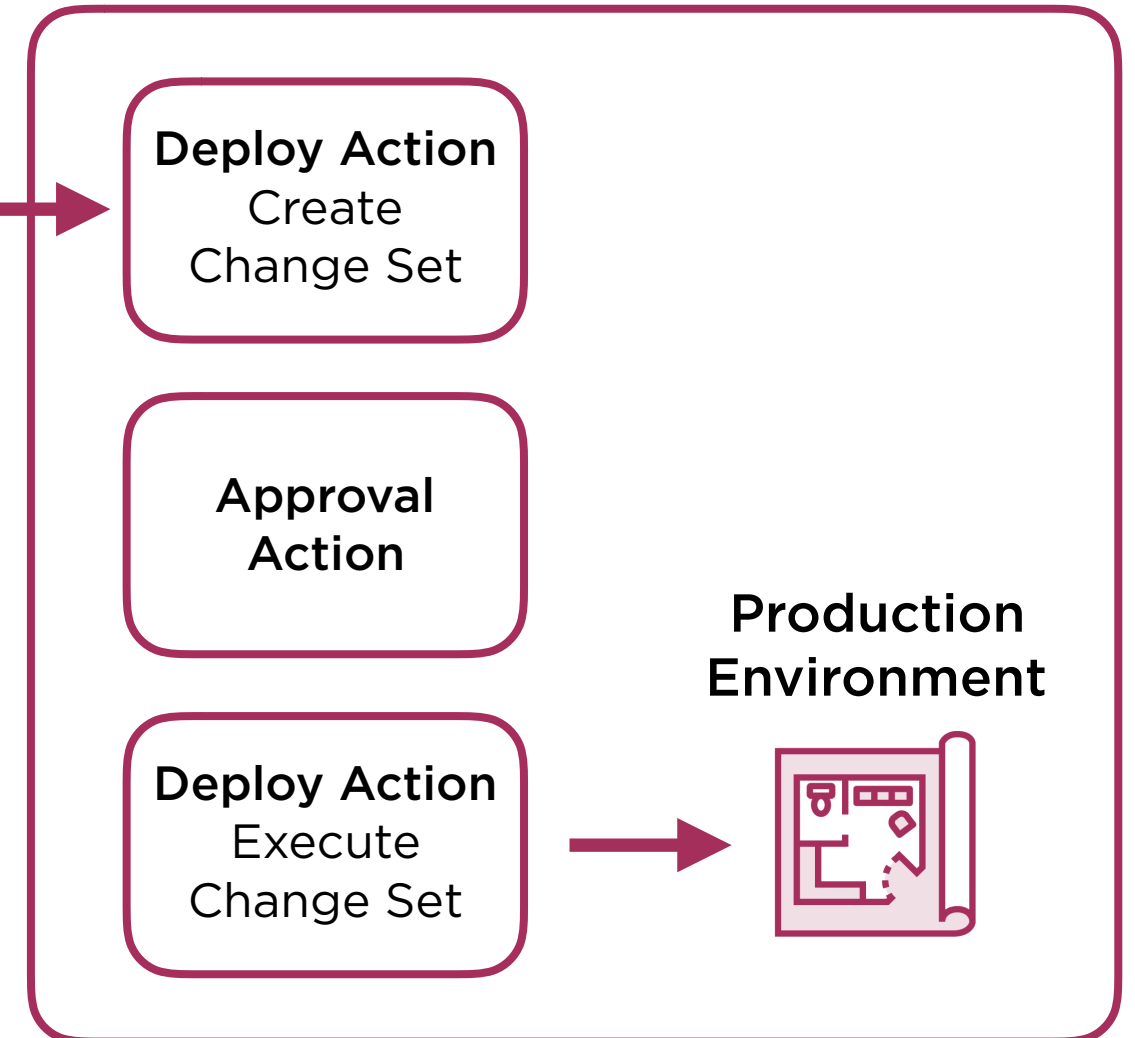 Deploy Action
Create
Change Set
Approval
Action
Production
Environment
Deploy Action
Execute
Change Set